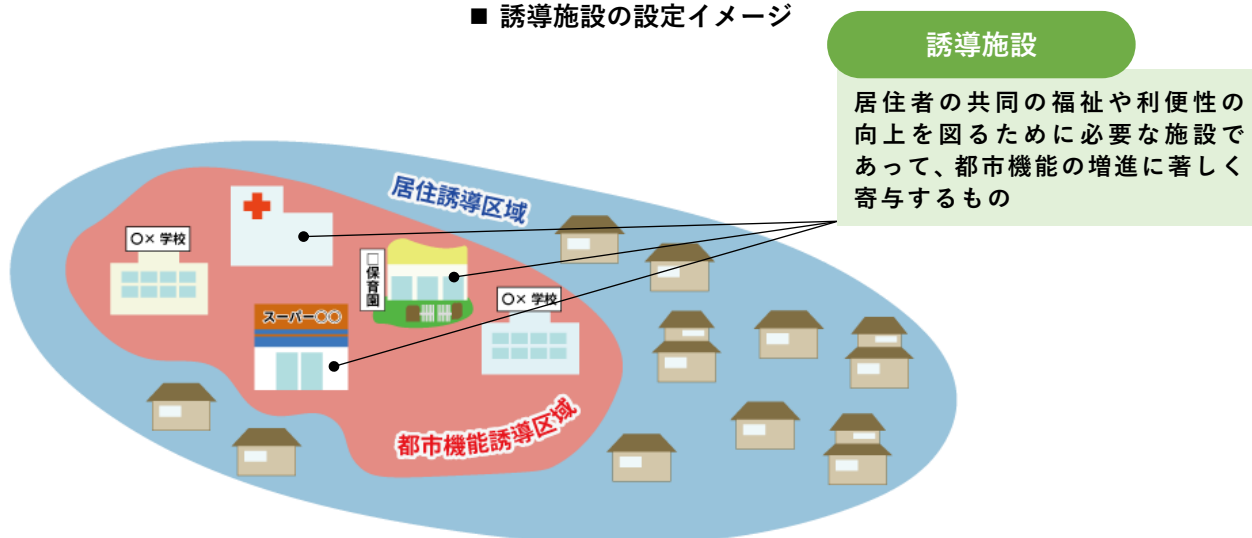 ■ 誘導施設の設定イメージ
誘導施設
居住者の共同の福祉や利便性の
向上を図るために必要な施設で
あって、都市機能の増進に著しく
寄与するもの
居住誘導区域
〇× 学校
□保育園
〇× 学校
スーパー〇〇
都市機能誘導区域